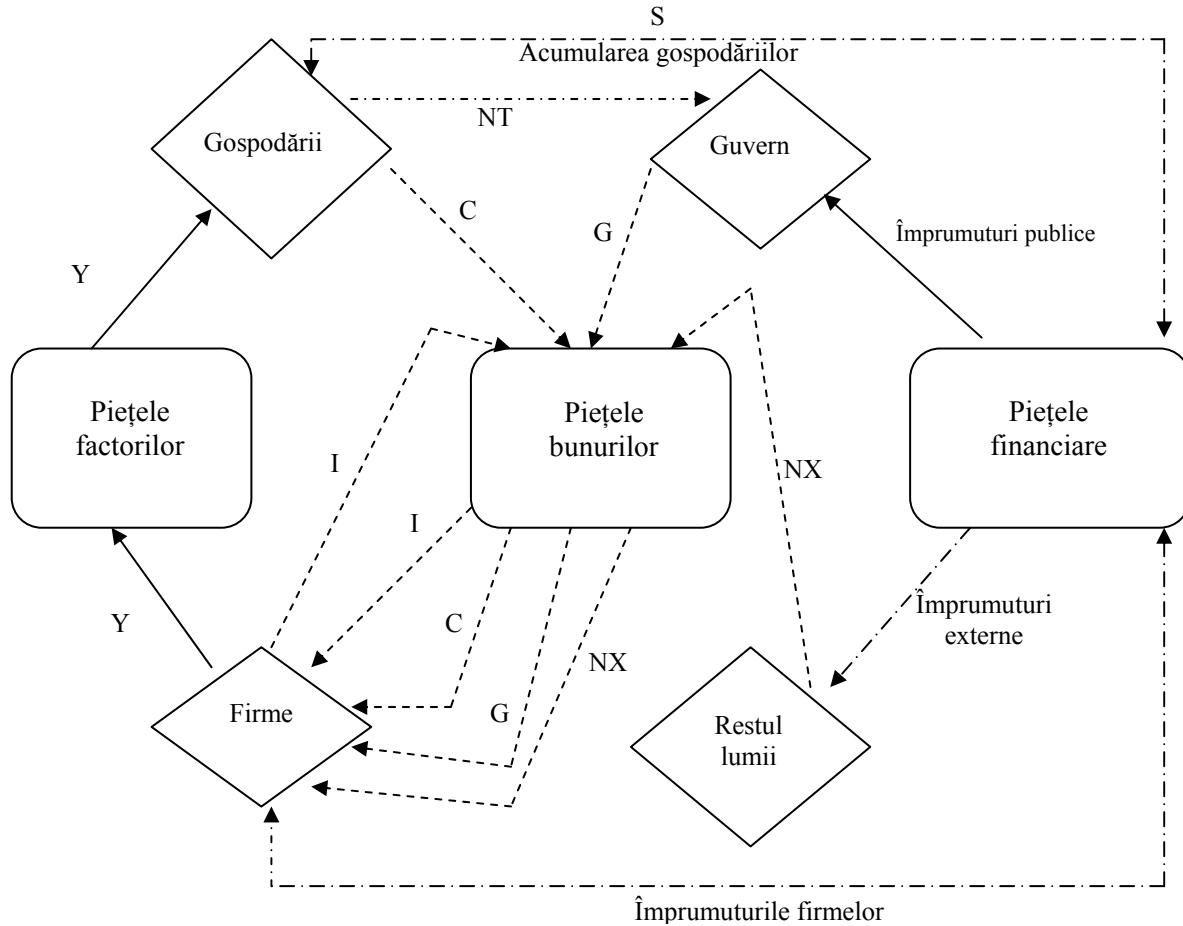 S
Acumularea gospodăriilor
NT
Gospodării
Guvern
C
G
Împrumuturi publice
Y
Piețele
factorilor
Piețele
bunurilor
Piețele
financiare
I
I
NX
Y
C
NX
G
Împrumuturi
externe
Firme
Restul
lumii
Împrumuturile firmelor